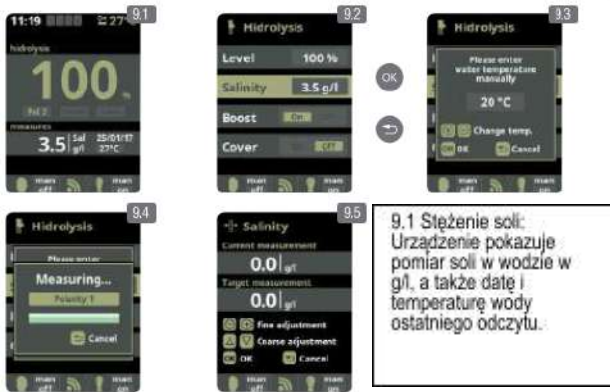 9.1
11:19
27°
hidrolysis
100 %
Pol 2
measures
3.5 Sal g/l 25/01/17 27°C
man off man on
9.2
Hidrolysis
Level 100 %
Salinity 3.5 g/l
Boost On
Cover Off
man off man on
OK
9.3
Hidrolysis
Please enter
water temperature
manually
20 °C
Change temp.
OK OK Cancel
man off man on
9.4
Hidrolysis
Please enter
Measuring...
Polarity 1
Cancel
man off man on
9.5
Salinity
Current measurement
0.0 g/l
Target measurement
0.0 g/l
Fine adjustment
Coarse adjustment
OK OK Cancel
man off man on
9.1 Stężenie soli:
Urządzenie pokazuje
pomiar soli w wodzie w
g/l, a także datę i
temperaturę wody
ostatniego odczytu.